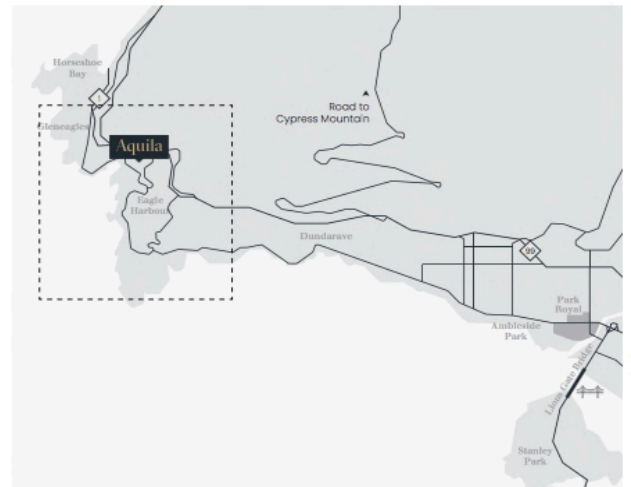 Horseshoe
Bay
1
Gleneagles
Aquila
Eagle
Harbour
Road to
Cypress Mountain
Dundarave
99
Park
Royal
Ambleside
Park
Lions Gate Bridge
Stanley
Park